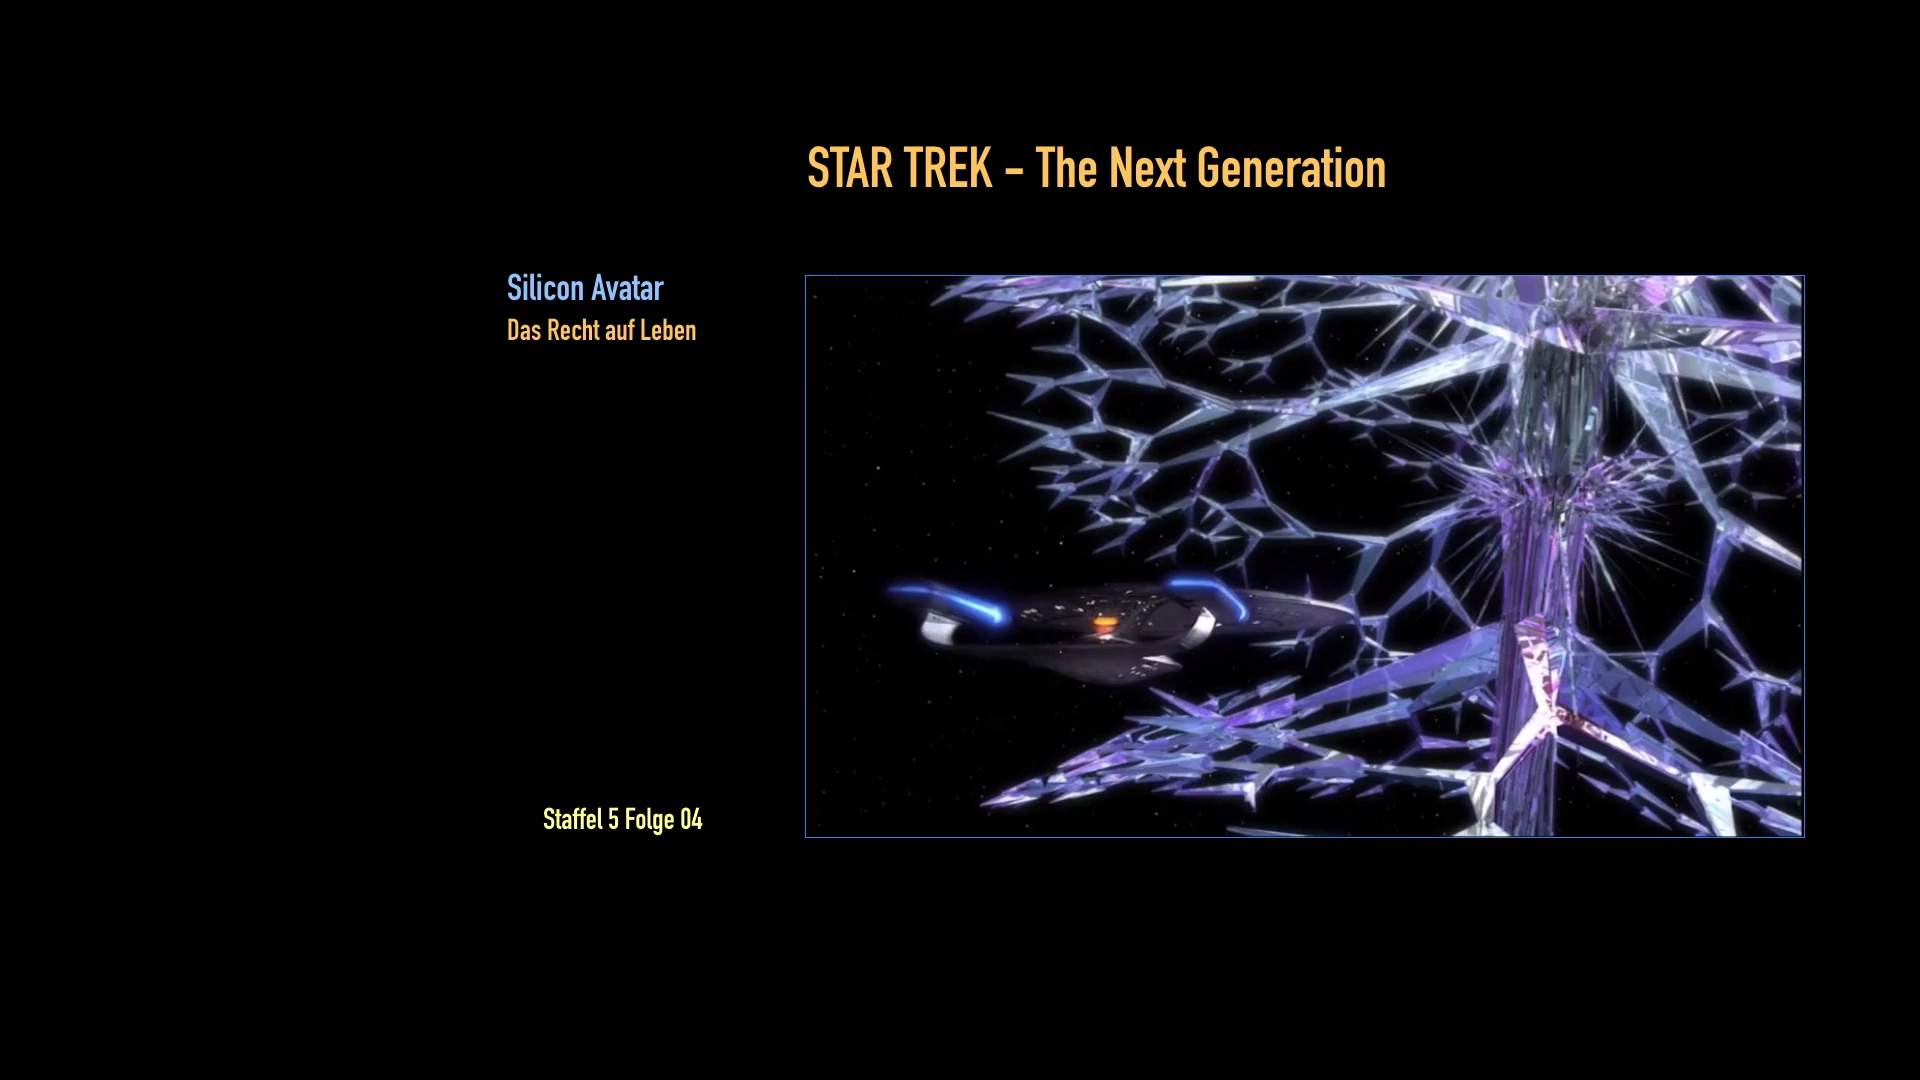 STAR TREK – The Next Generation
Silicon Avatar
Das Recht auf Leben
Staffel 5 Folge 04